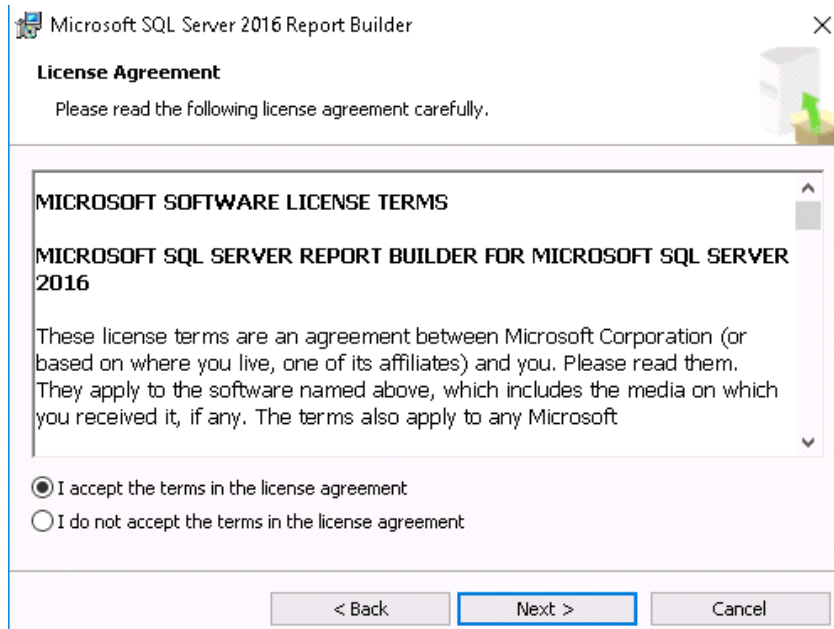 Microsoft SQL Server 2016 Report Builder
License Agreement
Please read the following license agreement carefully.
MICROSOFT SOFTWARE LICENSE TERMS
MICROSOFT SQL SERVER REPORT BUILDER FOR MICROSOFT SQL SERVER
2016
These license terms are an agreement between Microsoft Corporation (or
based on where you live, one of its affiliates) and you. Please read them.
They apply to the software named above, which includes the media on which
you received it, if any. The terms also apply to any Microsoft
I accept the terms in the license agreement
I do not accept the terms in the license agreement
< Back Next > Cancel